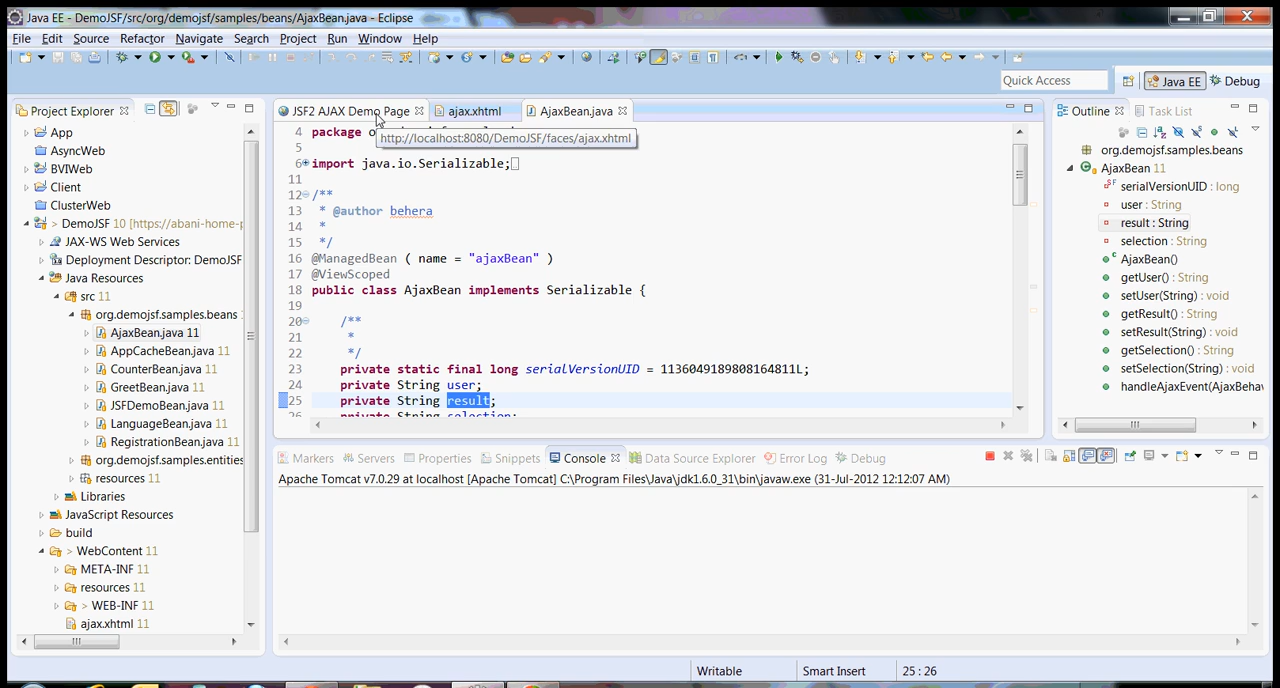 Java EE - DemoJSF/src/org/demojsf/samples/beans/AjaxBean.java - Eclipse
File Edit Source Refactor Navigate Search Project Run Window Help
Quick Access
Java EE
Debug
Project Explorer
App
AsyncWeb
BVIWeb
Client
ClusterWeb
> DemoJSF 10 [https://abani-home-p
JAX-WS Web Services
Deployment Descriptor: DemoJSF
Java Resources
src 11
org.demojsf.samples.beans
AjaxBean.java 11
AppCacheBean.java 11
CounterBean.java 11
GreetBean.java 11
JSFDemoBean.java 11
LanguageBean.java 11
RegistrationBean.java 11
org.demojsf.samples.entities
resources 11
Libraries
JavaScript Resources
build
> WebContent 11
META-INF 11
resources 11
> WEB-INF 11
ajax.xhtml 11
JSF2 AJAX Demo Page
ajax.xhtml
AjaxBean.java
http://localhost:8080/DemoJSF/faces/ajax.xhtml
4 package o
5
6 import java.io.Serializable;
11
12 /**
13 * @author behera
14 *
15 */
16 @ManagedBean ( name = "ajaxBean" )
17 @ViewScoped
18 public class AjaxBean implements Serializable {
19
20 /**
21 *
22 */
23 private static final long serialVersionUID = 1136049189808164811L;
24 private String user;
25 private String result;
26 private String selection;
Outline
Task List
org.demojsf.samples.beans
AjaxBean 11
serialVersionUID : long
user : String
result : String
selection : String
AjaxBean()
getUser() : String
setUser(String) : void
getResult() : String
setResult(String) : void
getSelection() : String
setSelection(String) : void
handleAjaxEvent(AjaxBehav
Markers
Servers
Properties
Snippets
Console
Data Source Explorer
Error Log
Debug
Apache Tomcat v7.0.29 at localhost [Apache Tomcat] C:\Program Files\Java\jdk1.6.0_31\bin\javaw.exe (31-Jul-2012 12:12:07 AM)
Writable
Smart Insert
25 : 26